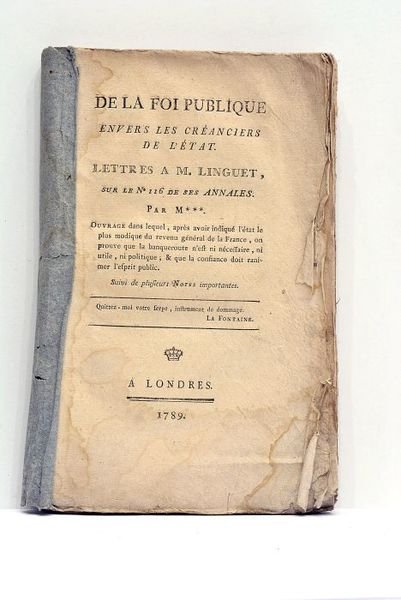 DE LA FOI PUBLIQUE
ENVERS LES CRÉANCIERS
DE L'ÉTAT.
LETTRES A M. LINGUET,
SUR LE Nº 116 DE SES ANNALES.
PAR M***.
OUVRAGE dans lequel, après avoir indiqué l'état le
plus modique du revenu général de la France, on
prouve que la banqueroute n'est ni nécessaire, ni
utile, ni politique, & que la confiance doit rani-
mer l'esprit public.
Suivi de plusieurs NOTES importantes.
Quittez-moi votre serpe, instrument de dommage.
LA FONTAINE.
A LONDRES.
1789.